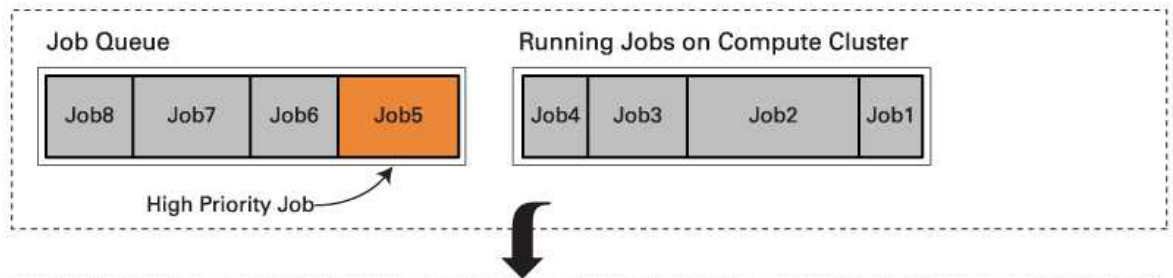 Job Queue
Running Jobs on Compute Cluster
Job8 Job7 Job6 Job5
Job4 Job3 Job2 Job1
High Priority Job